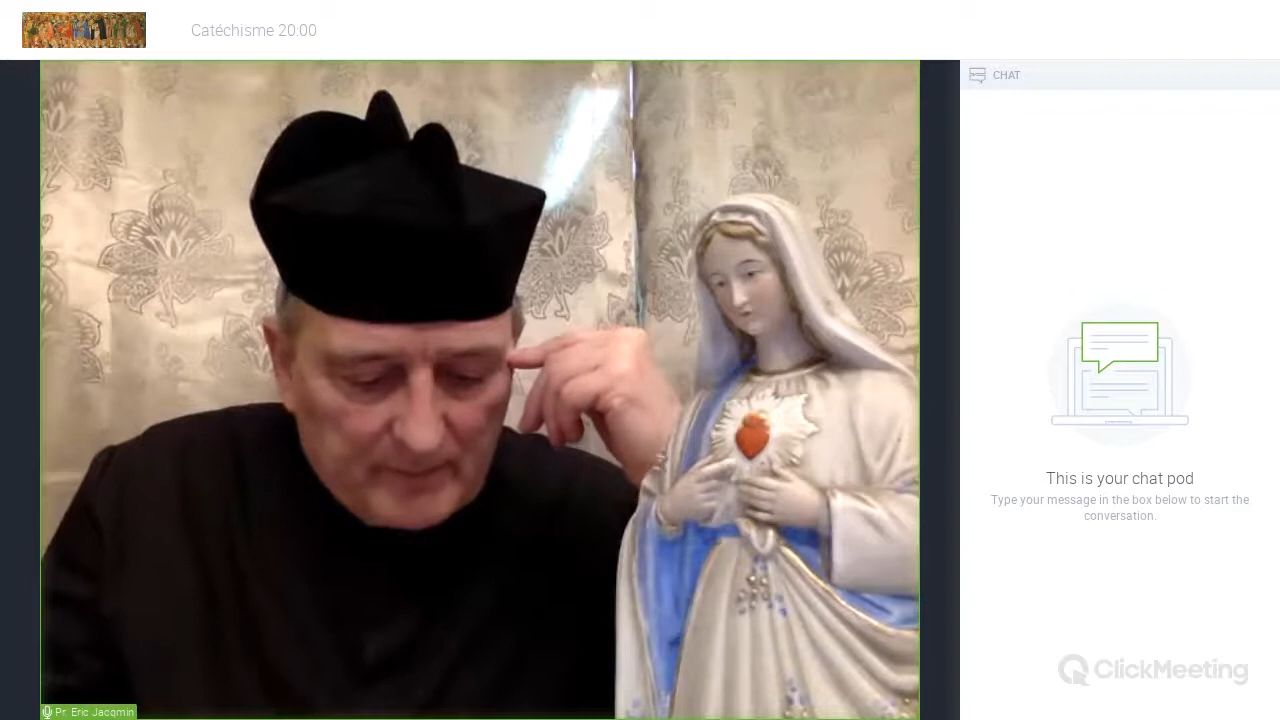 Catéchisme 20:00
CHAT
This is your chat pod
Type your message in the box below to start the
conversation.
ClickMeeting
Pr. Eric Jacqmin